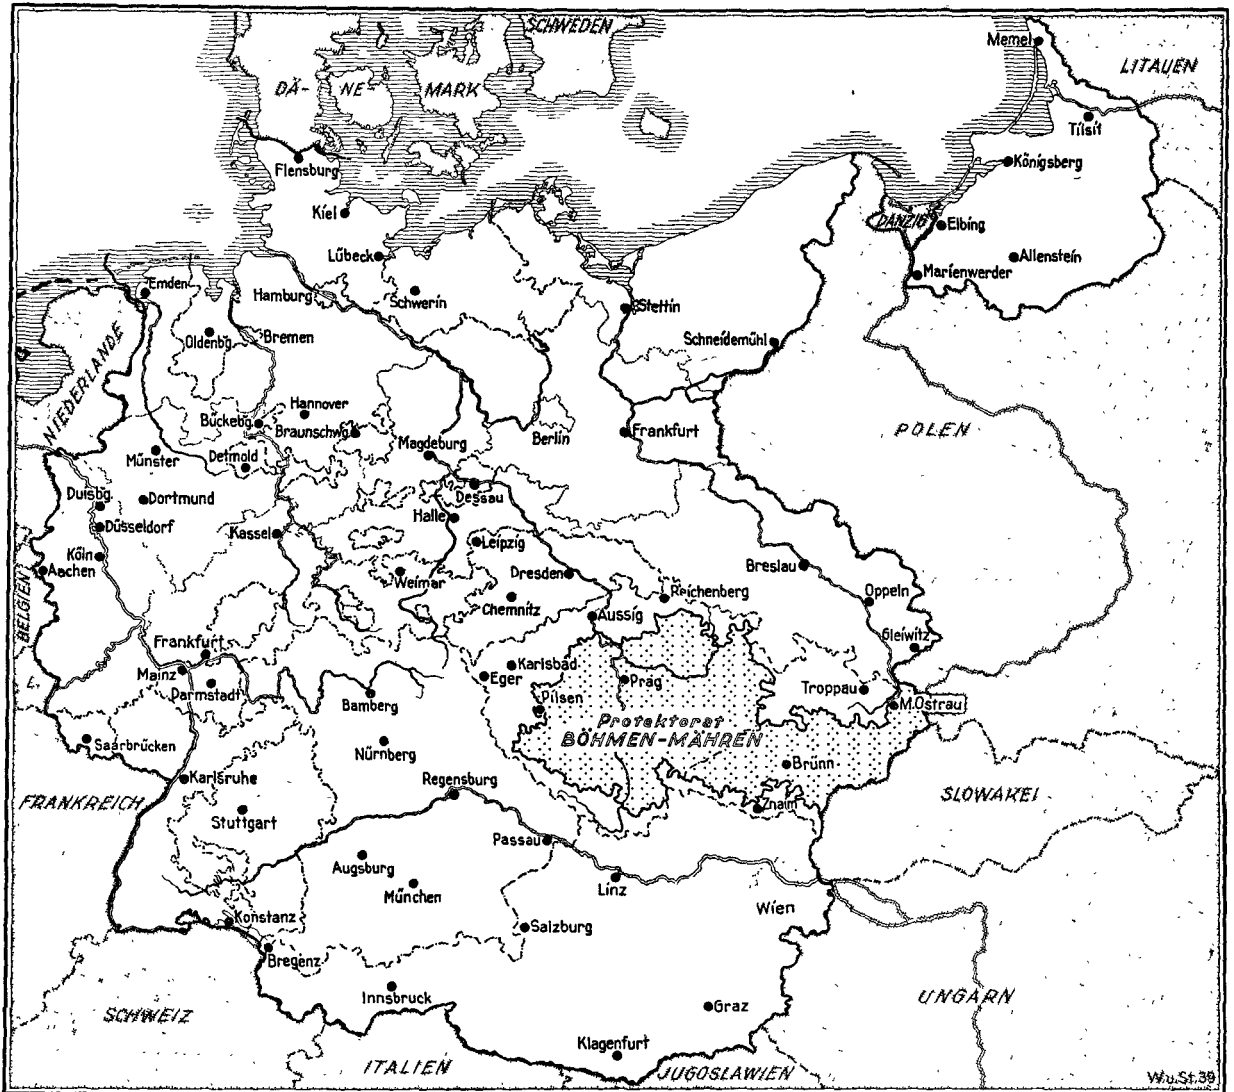 SCHWEDEN
Memel
LITAUEN
DÄ- NE- MARK
Tilsit
Flensburg
Königsberg
Kiel
DANZIG
Elbing
Lübeck
Allenstein
Marienwerder
Emden
Hamburg
Schwerin
Stettin
Oldenbg.
Bremen
Schneidemühl
NIEDERLANDE
Hannover
Bückebg.
Braunschwg.
Berlin
Frankfurt
POLEN
Magdeburg
Münster
Detmold
Dessau
Duisbg.
Dortmund
Halle
Düsseldorf
Kassel
Leipzig
Köln
Aachen
Weimar
Dresden
Breslau
BELGIEN
Chemnitz
Reichenberg
Oppeln
Aussig
Gleiwitz
Frankfurt
Karlsbad
Mainz
Eger
Prag
L.
Darmstadt
Troppau
Bamberg
Pilsen
M.Ostrau
Protektorat
BÖHMEN-MÄHREN
Saarbrücken
Nürnberg
Brünn
Karlsruhe
Regensburg
FRANKREICH
SLOWAKEI
Stuttgart
Znaim
Passau
Augsburg
München
Linz
Wien
Konstanz
Salzburg
Bregenz
Innsbruck
UNGARN
SCHWEIZ
Graz
Klagenfurt
ITALIEN
JUGOSLAWIEN
W.u.St.39